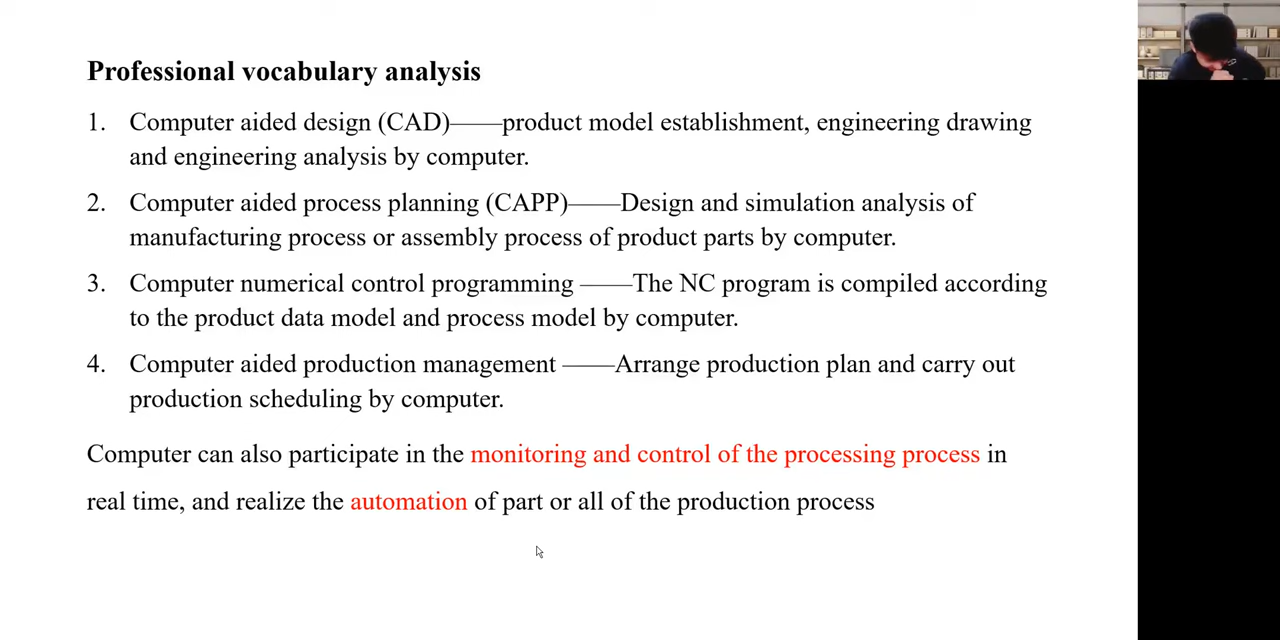 Professional vocabulary analysis
1. Computer aided design (CAD)——product model establishment, engineering drawing
and engineering analysis by computer.
2. Computer aided process planning (CAPP)——Design and simulation analysis of
manufacturing process or assembly process of product parts by computer.
3. Computer numerical control programming ——The NC program is compiled according
to the product data model and process model by computer.
4. Computer aided production management ——Arrange production plan and carry out
production scheduling by computer.
Computer can also participate in the monitoring and control of the processing process in
real time, and realize the automation of part or all of the production process